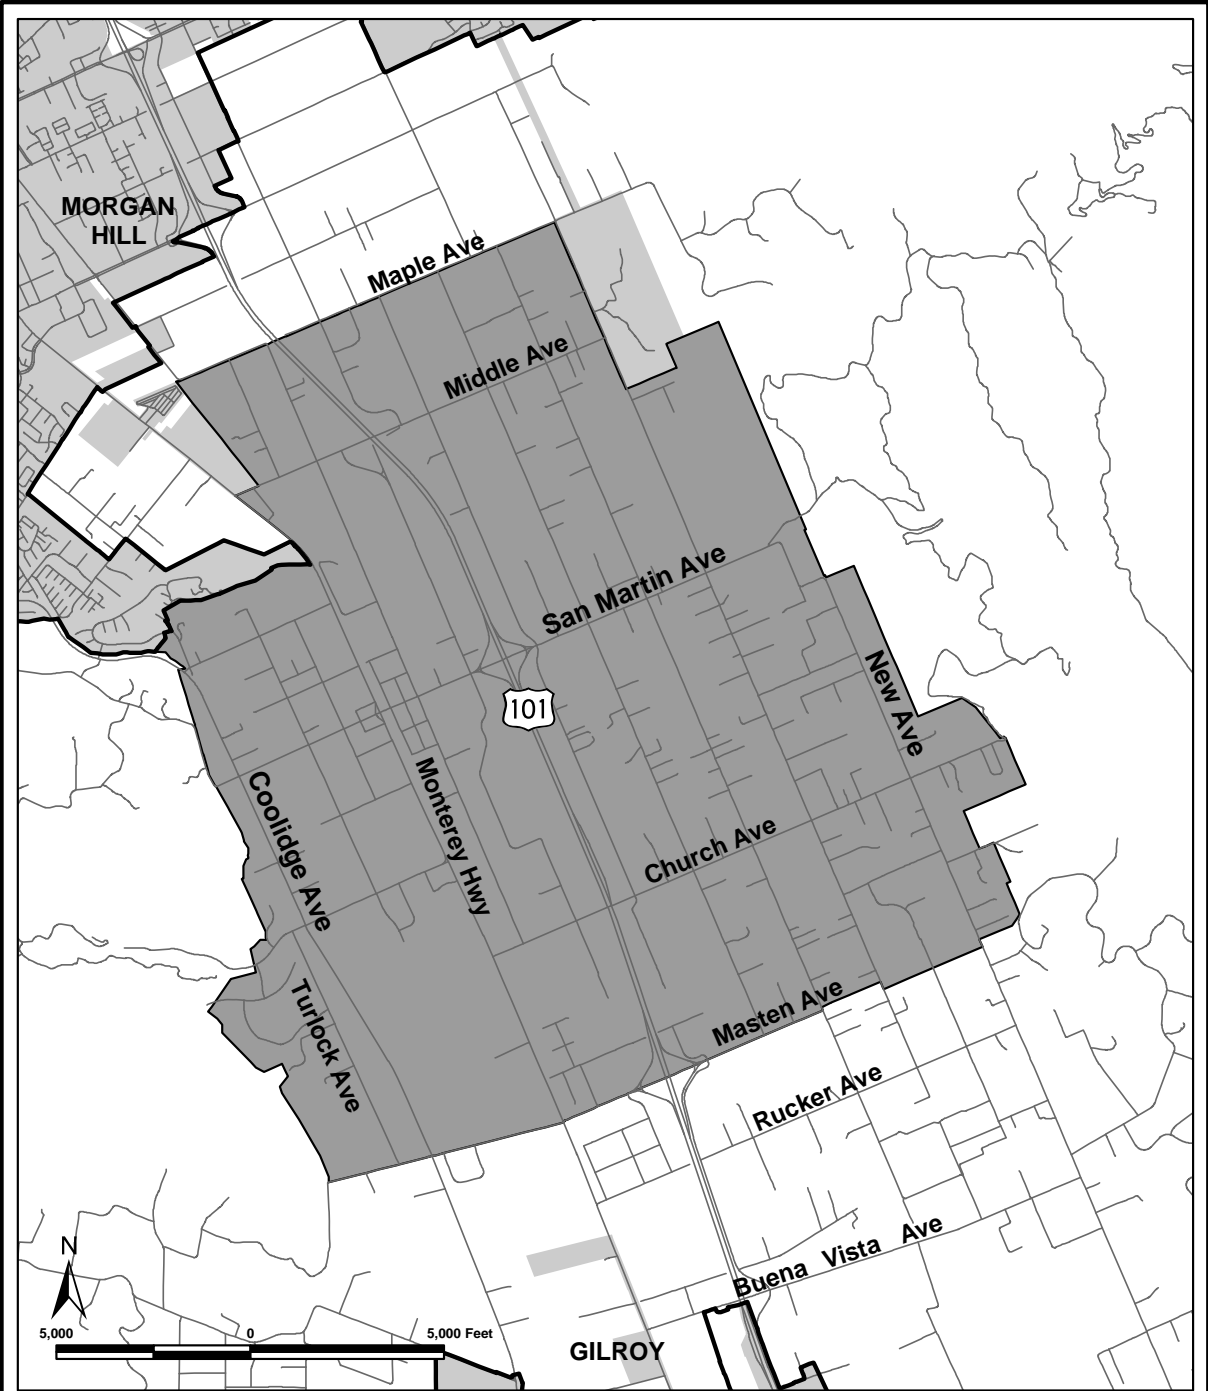 MORGAN
HILL
Maple Ave
Middle Ave
San Martin Ave
New Ave
101
Coolidge Ave
Monterey Hwy
Church Ave
Turlock Ave
Masten Ave
Rucker Ave
Buena Vista Ave
N
5,000 0 5,000 Feet
GILROY